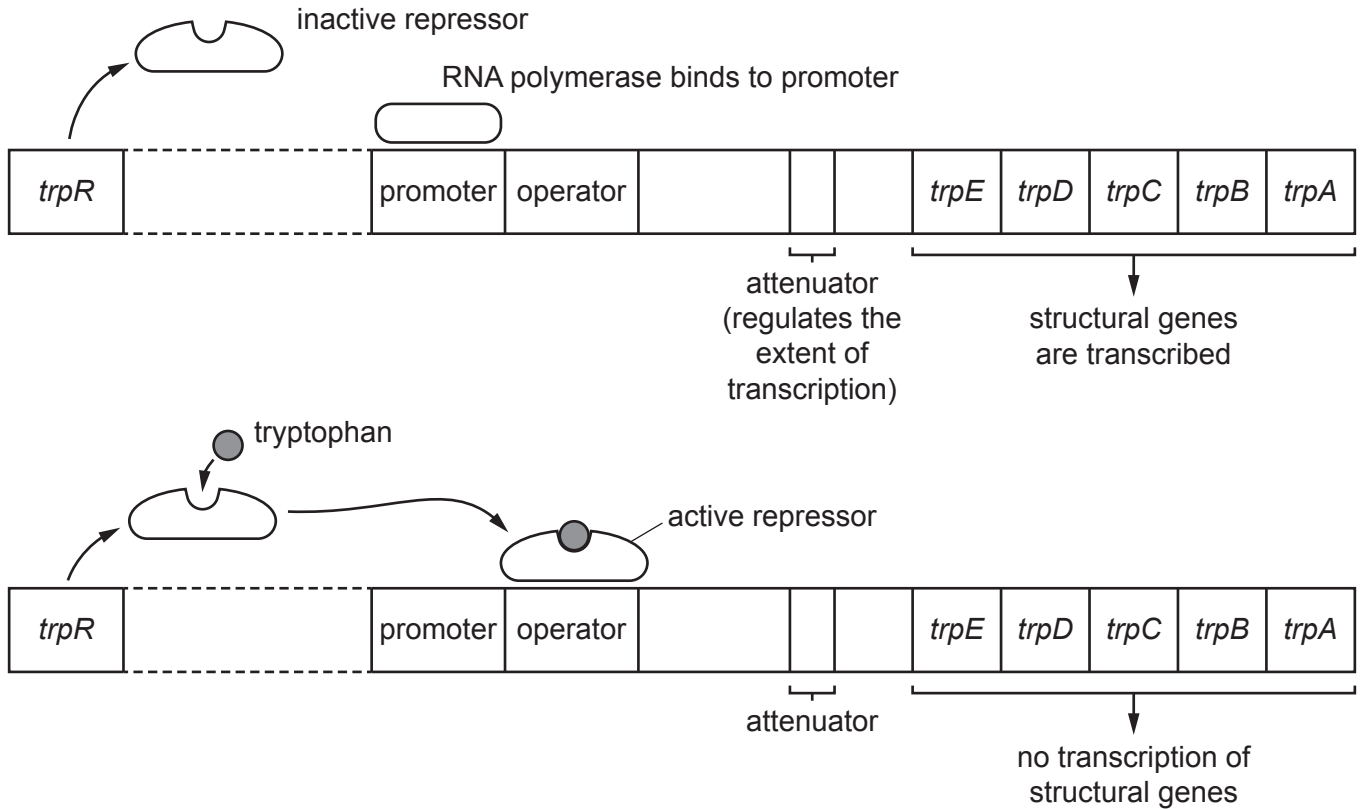 inactive repressor
RNA polymerase binds to promoter
trpR promoter operator trpE trpD trpC trpB trpA
attenuator
(regulates the
extent of
transcription)
structural genes
are transcribed
tryptophan
active repressor
trpR promoter operator trpE trpD trpC trpB trpA
attenuator
no transcription of
structural genes